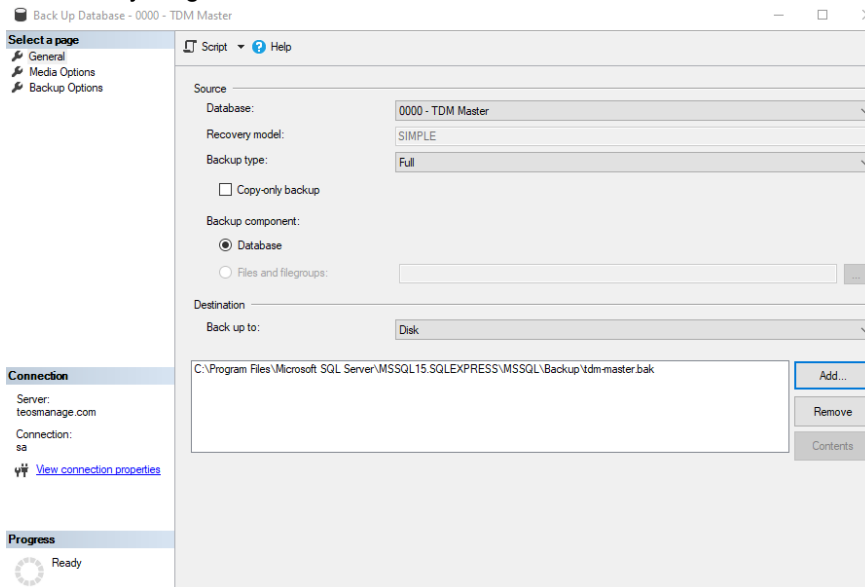 Back Up Database - 0000 - TDM Master
Select a page
General
Media Options
Backup Options
Script
Help
Source
Database:
0000 - TDM Master
Recovery model:
SIMPLE
Backup type:
Full
Copy-only backup
Backup component:
Database
Files and filegroups:
...
Destination
Back up to:
Disk
C:\Program Files\Microsoft SQL Server\MSSQL15.SQLEXPRESS\MSSQL\Backup\tdm-master.bak
Add...
Remove
Contents
Connection
Server:
teosmanage.com
Connection:
sa
View connection properties
Progress
Ready